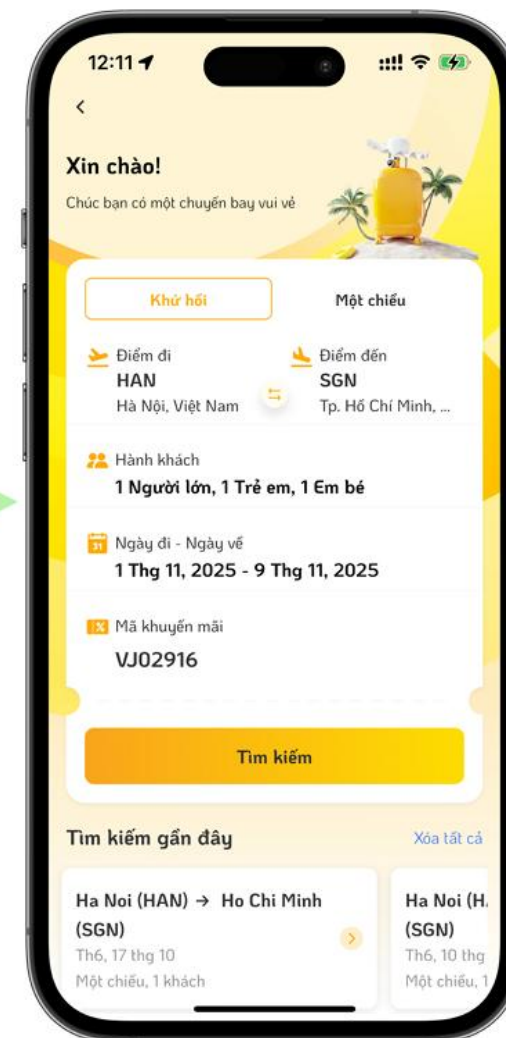 12:11
Xin chào!
Chúc bạn có một chuyến bay vui vẻ
Khứ hồi
Một chiều
Điểm đi
HAN
Hà Nội, Việt Nam
Điểm đến
SGN
Tp. Hồ Chí Minh, ...
Hành khách
1 Người lớn, 1 Trẻ em, 1 Em bé
31
Ngày đi - Ngày về
1 Thg 11, 2025 - 9 Thg 11, 2025
Mã khuyến mãi
VJ02916
Tìm kiếm
Tìm kiếm gần đây
Xóa tất cả
Ha Noi (HAN) → Ho Chi Minh
(SGN)
Th6, 17 thg 10
Một chiều, 1 khách
Ha Noi (H
(SGN)
Th6, 10 thg
Một chiều, 1